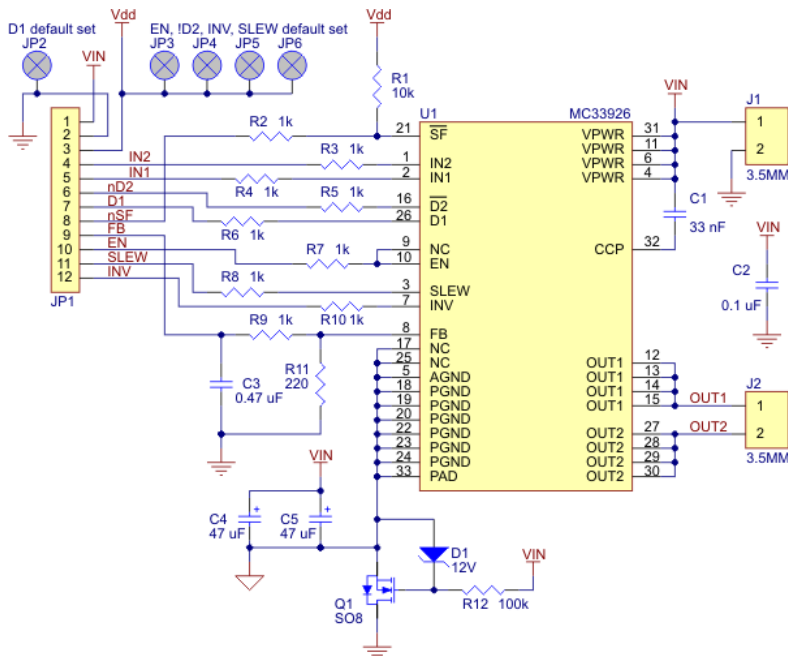 Vdd
Vdd
D1 default set
EN, !D2, INV, SLEW default set
JP2
JP3
JP4
JP5
JP6
VIN
R1
10k
VIN
U1
MC33926
J1
1
2
3
4
5
6
7
8
9
10
11
12
JP1
IN2
IN1
nD2
D1
nSF
FB
EN
SLEW
INV
R2 1k
R3 1k
R4 1k
R5 1k
R6 1k
R7 1k
R8 1k
R10 1k
R9 1k
R11
220
C3
0.47 uF
21 SF
1 IN2
2 IN1
16 D2
26 D1
9 NC
10 EN
3 SLEW
7 INV
8 FB
17 NC
25 NC
5 AGND
18 PGND
19 PGND
20 PGND
22 PGND
23 PGND
24 PGND
33 PAD
VPWR 31
VPWR 11
VPWR 6
VPWR 4
CCP 32
OUT1 12
OUT1 13
OUT1 14
OUT1 15
OUT2 27
OUT2 28
OUT2 29
OUT2 30
C1
33 nF
1
2
3.5MM
VIN
C2
0.1 uF
J2
OUT1
OUT2
1
2
3.5MM
VIN
C4
47 uF
+
C5
47 uF
+
D1
12V
VIN
R12 100k
Q1
SO8